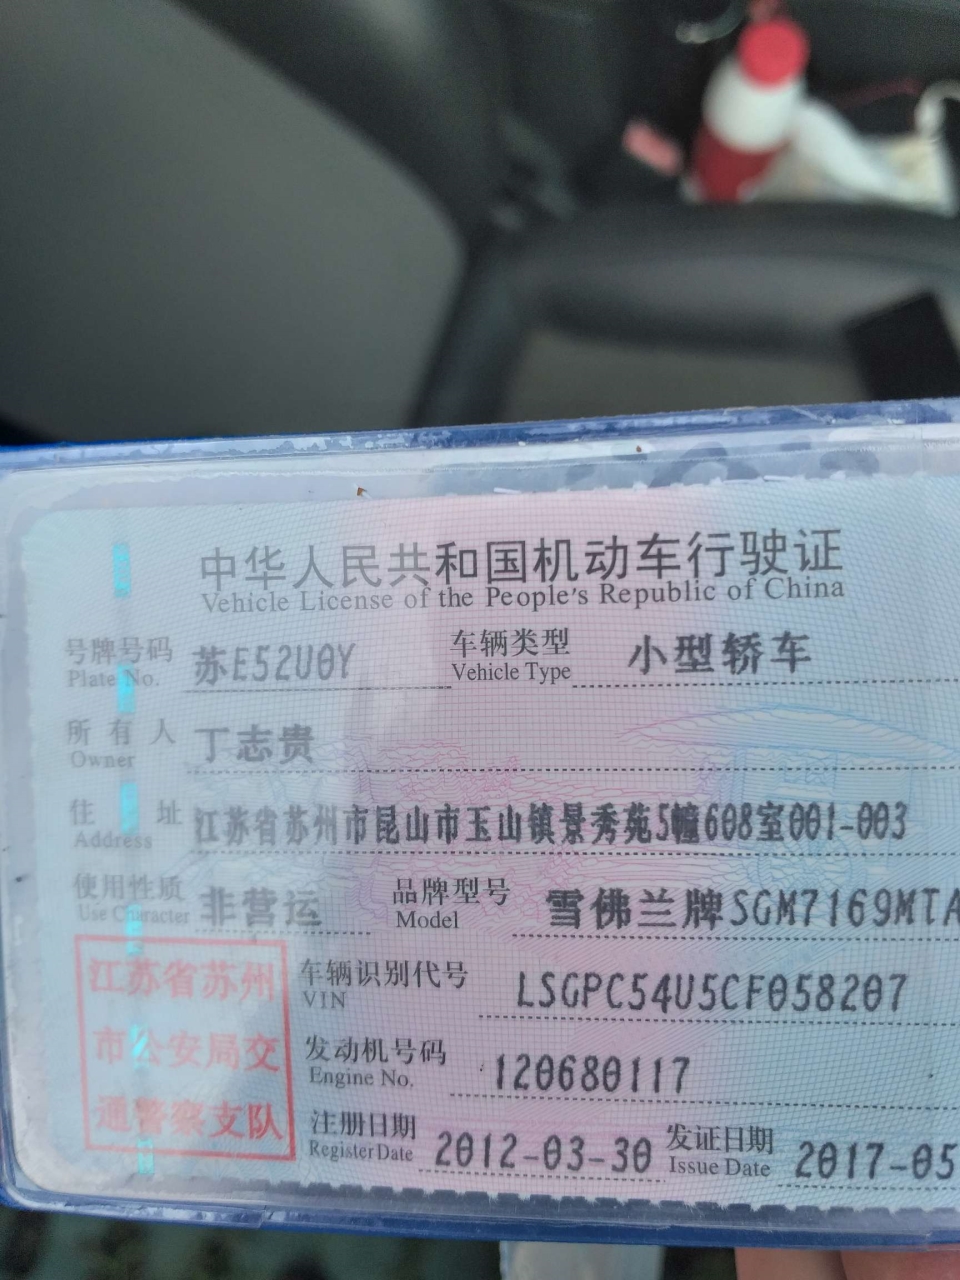 中华人民共和国机动车行驶证
Vehicle License of the People's Republic of China
号牌号码 苏E52U0Y 车辆类型 小型轿车
Plate No. Vehicle Type
所有人 丁志贵
Owner
住址 江苏省苏州市昆山市玉山镇景秀苑5幢608室001-003
Address
使用性质 非营运 品牌型号 雪佛兰牌SGM7169MTA
Use Character Model
江苏省苏州
市公安局交
通警察支队
车辆识别代号 LSGPC54U5CF058207
VIN
发动机号码 120680117
Engine No.
注册日期 2012-03-30 发证日期 2017-05
Register Date Issue Date